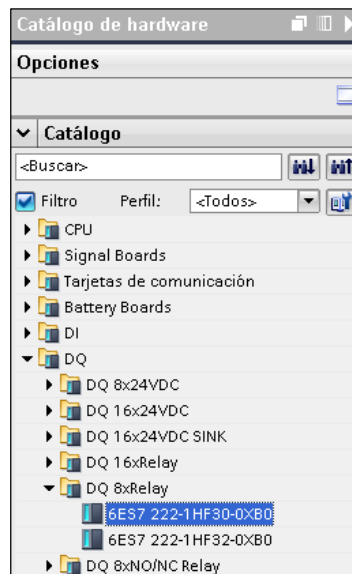 Catálogo de hardware
Opciones
Catálogo
<Buscar>
Filtro Perfil: <Todos>
CPU
Signal Boards
Tarjetas de comunicación
Battery Boards
DI
DQ
DQ 8x24VDC
DQ 16x24VDC
DQ 16x24VDC SINK
DQ 16xRelay
DQ 8xRelay
6ES7 222-1HF30-0XB0
6ES7 222-1HF32-0XB0
DQ 8xNO/NC Relay